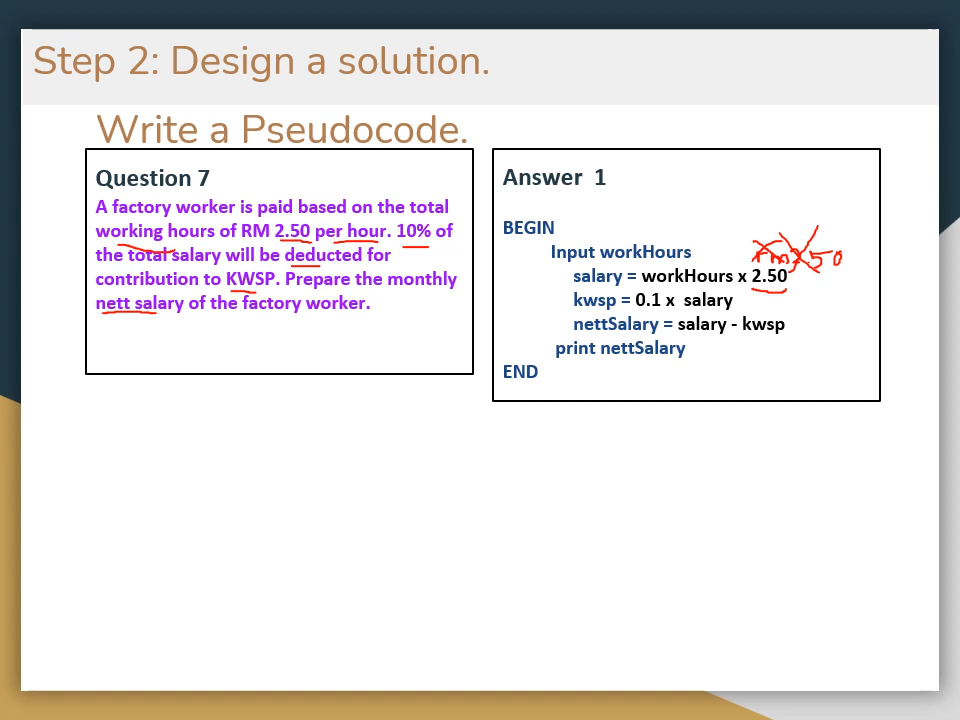 Step 2: Design a solution.
Write a Pseudocode.
Question 7
A factory worker is paid based on the total
working hours of RM 2.50 per hour. 10% of
the total salary will be deducted for
contribution to KWSP. Prepare the monthly
nett salary of the factory worker.
Answer 1
BEGIN
Input workHours
rm2.50
salary = workHours x 2.50
kwsp = 0.1 x salary
nettSalary = salary - kwsp
print nettSalary
END